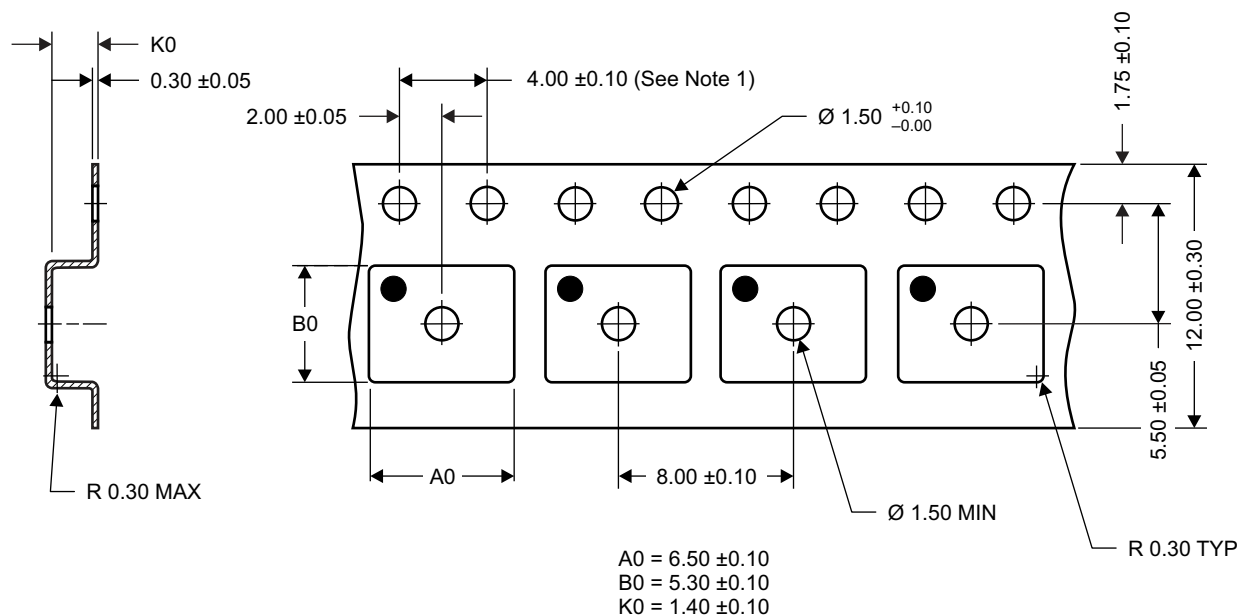 K0
0.30 ±0.05
4.00 ±0.10 (See Note 1)
2.00 ±0.05
Ø 1.50 +0.10 –0.00
1.75 ±0.10
B0
12.00 ±0.30
5.50 ±0.05
R 0.30 MAX
A0
8.00 ±0.10
Ø 1.50 MIN
R 0.30 TYP
A0 = 6.50 ±0.10
B0 = 5.30 ±0.10
K0 = 1.40 ±0.10